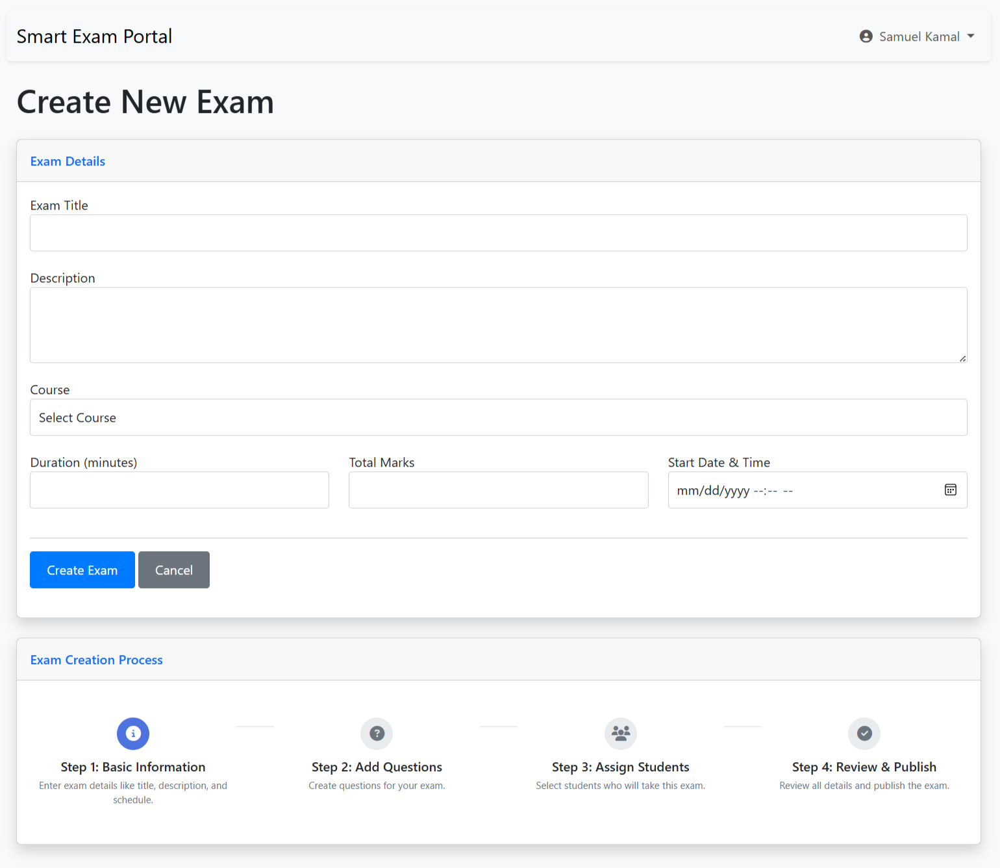 Smart Exam Portal
Samuel Kamal
Create New Exam
Exam Details
Exam Title
Description
Course
Select Course
Duration (minutes)
Total Marks
Start Date & Time
mm/dd/yyyy --:-- --
Create Exam
Cancel
Exam Creation Process
Step 1: Basic Information
Enter exam details like title, description, and
schedule.
Step 2: Add Questions
Create questions for your exam.
Step 3: Assign Students
Select students who will take this exam.
Step 4: Review & Publish
Review all details and publish the exam.